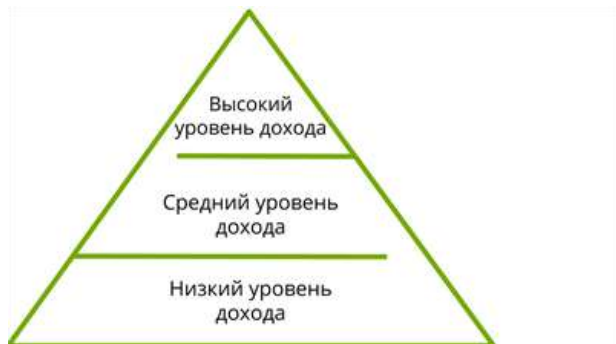 Высокий
уровень дохода
Средний уровень
дохода
Низкий уровень
дохода